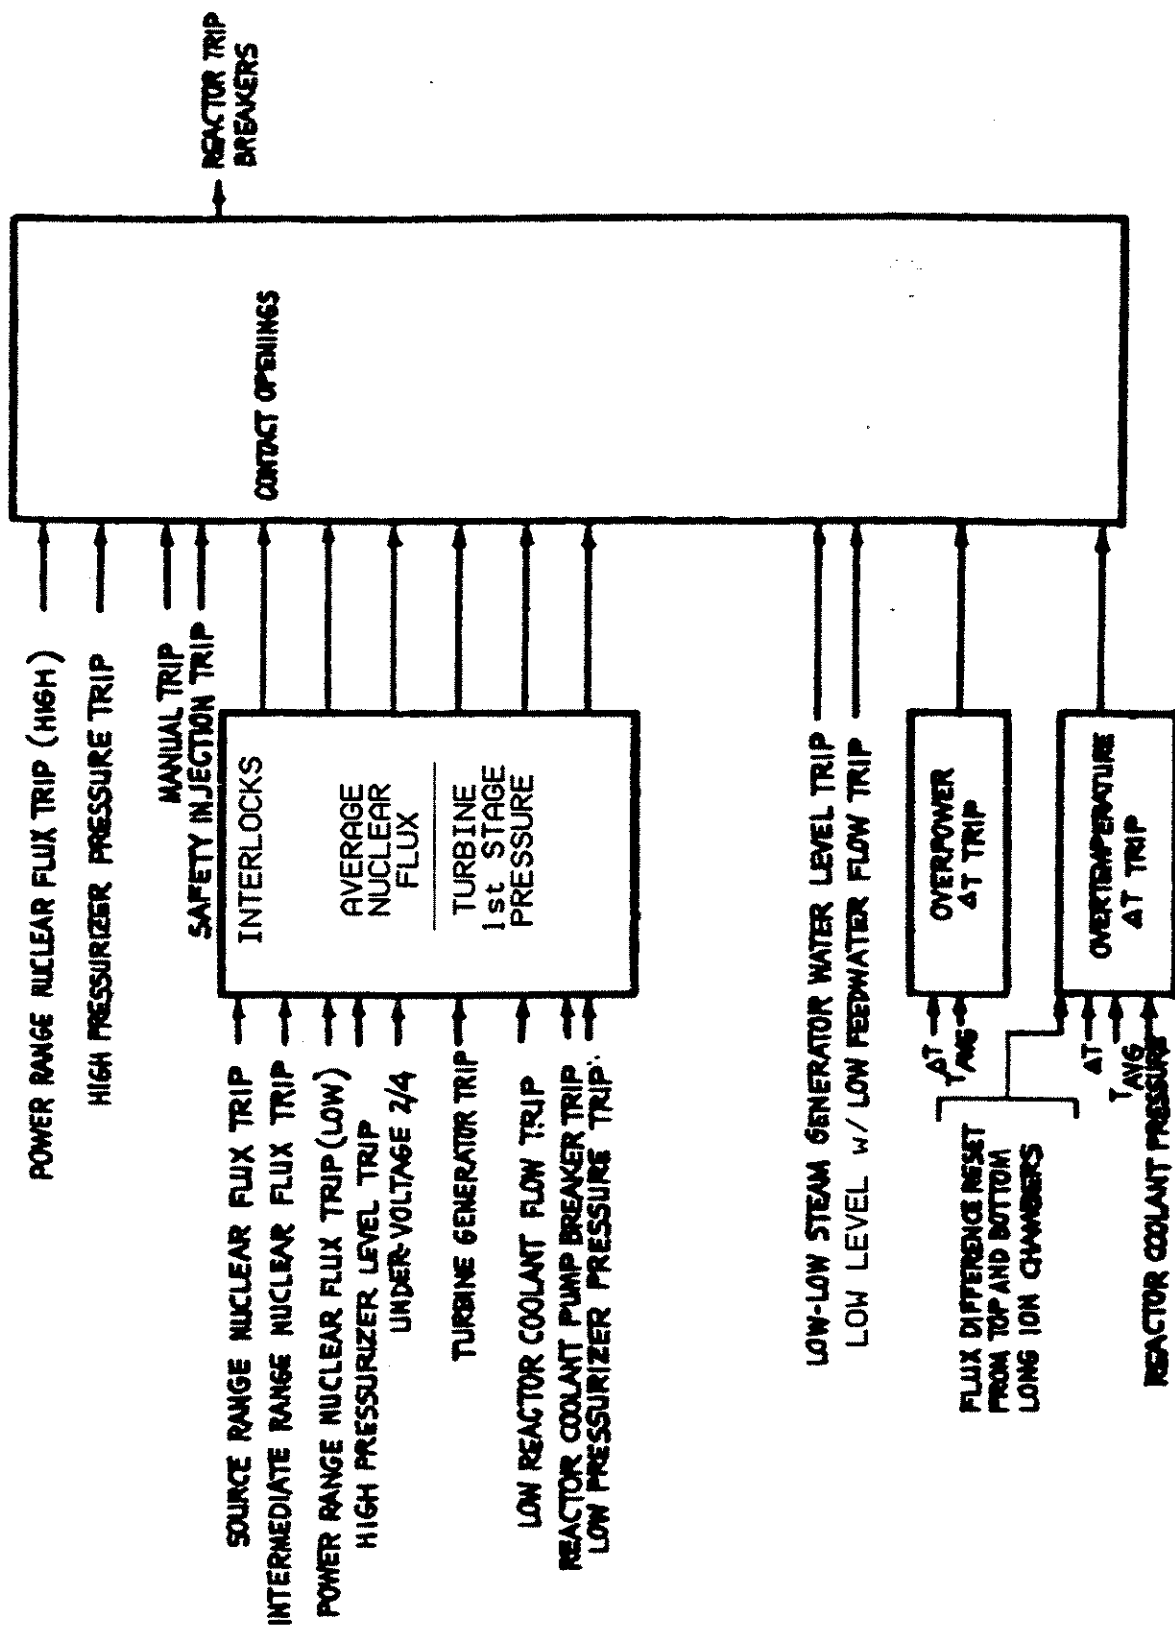 POWER RANGE NUCLEAR FLUX TRIP (HIGH)
HIGH PRESSURIZER PRESSURE TRIP
MANUAL TRIP
SAFETY INJECTION TRIP
SOURCE RANGE NUCLEAR FLUX TRIP
INTERMEDIATE RANGE NUCLEAR FLUX TRIP
POWER RANGE NUCLEAR FLUX TRIP (LOW)
HIGH PRESSURIZER LEVEL TRIP
UNDER-VOLTAGE 2/4
TURBINE GENERATOR TRIP
LOW REACTOR COOLANT FLOW TRIP
REACTOR COOLANT PUMP BREAKER TRIP
LOW PRESSURIZER PRESSURE TRIP
INTERLOCKS
AVERAGE
NUCLEAR
FLUX
TURBINE
1st STAGE
PRESSURE
LOW-LOW STEAM GENERATOR WATER LEVEL TRIP
LOW LEVEL w/ LOW FEEDWATER FLOW TRIP
ΔT
TAVG
OVERPOWER
ΔT TRIP
FLUX DIFFERENCE RESET
FROM TOP AND BOTTOM
LONG ION CHAMBERS
ΔT
TAVG
REACTOR COOLANT PRESSURE
OVERTEMPERATURE
ΔT TRIP
CONTACT OPENINGS
REACTOR TRIP
BREAKERS